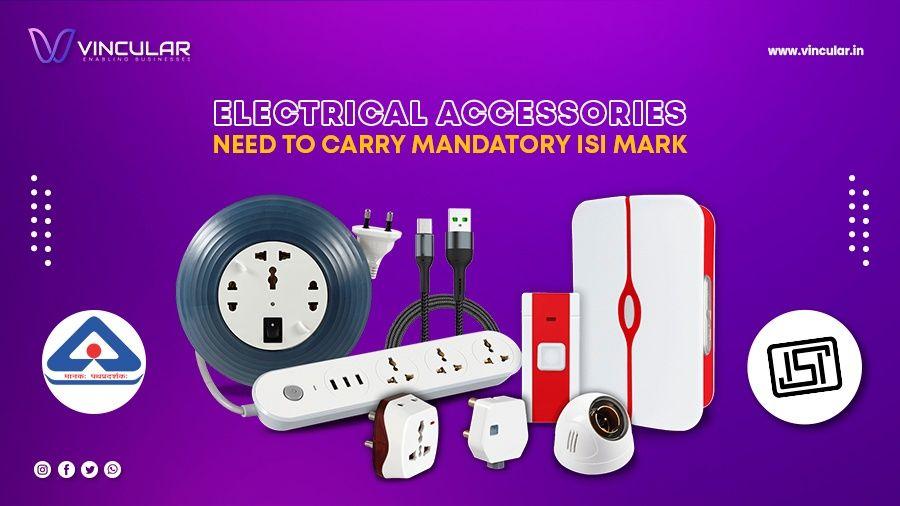 VINCULAR
ENABLING BUSINESSES
www.vincular.in
ELECTRICAL ACCESSORIES
NEED TO CARRY MANDATORY ISI MARK
मानकः पथप्रदर्शकः
ISI